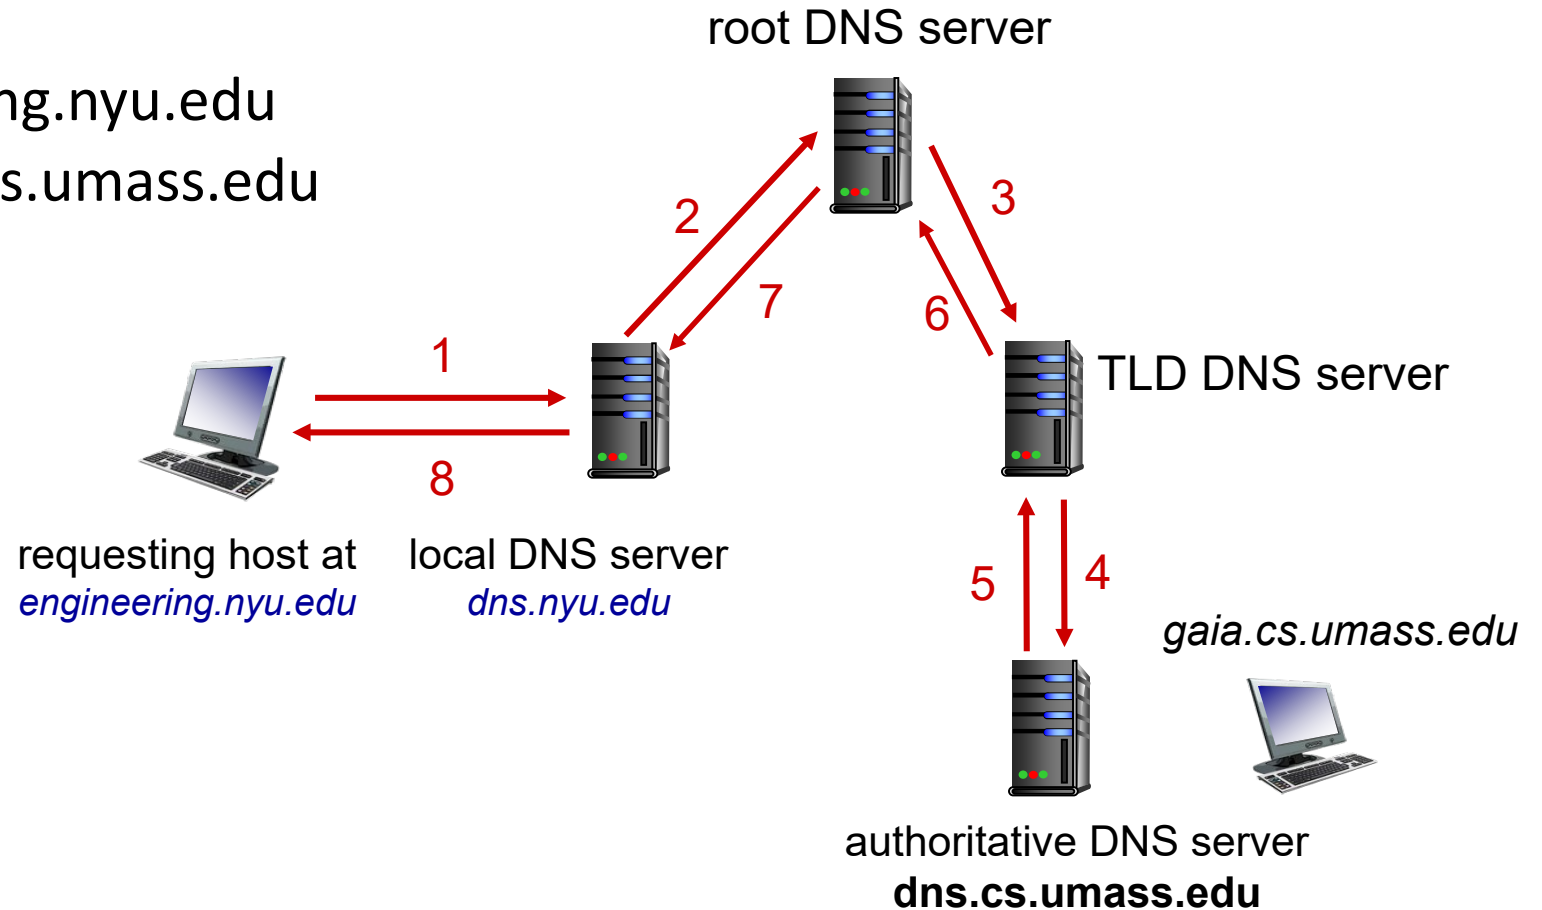 root DNS server
ng.nyu.edu
s.umass.edu
2
3
7
6
1
TLD DNS server
8
requesting host at
engineering.nyu.edu
local DNS server
dns.nyu.edu
5
4
gaia.cs.umass.edu
authoritative DNS server
dns.cs.umass.edu